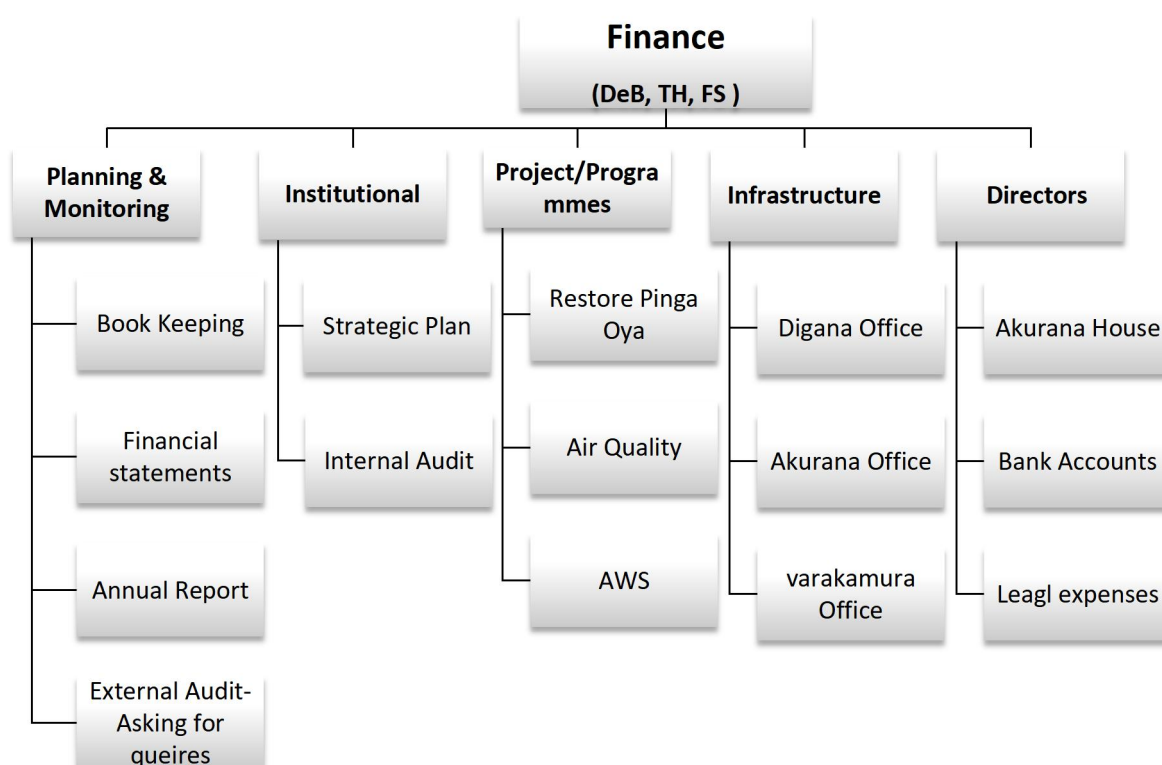 Finance
(DeB, TH, FS )
Planning &
Monitoring
Book Keeping
Financial
statements
Annual Report
External Audit-
Asking for
queires
Institutional
Strategic Plan
Internal Audit
Project/Progra
mmes
Restore Pinga
Oya
Air Quality
AWS
Infrastructure
Digana Office
Akurana Office
varakamura
Office
Directors
Akurana House
Bank Accounts
Leagl expenses